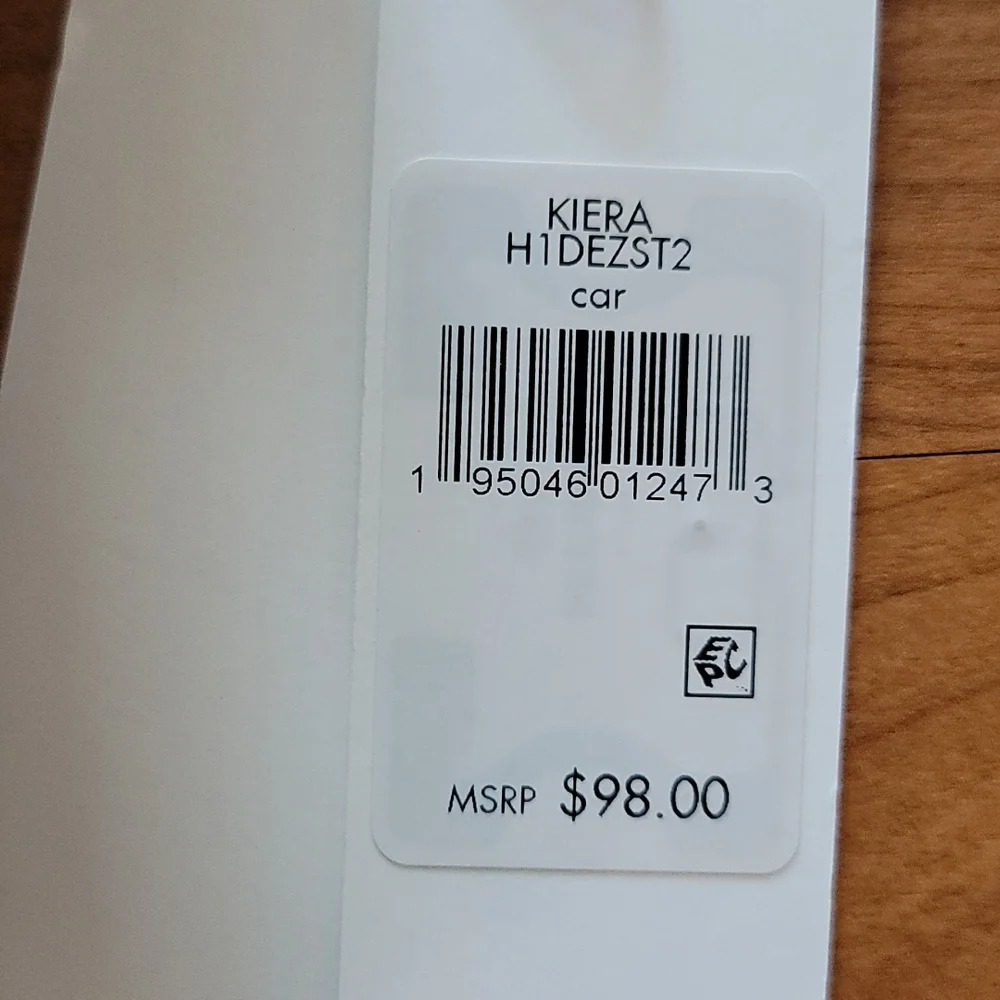 KIERA
H1DEZST2
car
1 95046 01247 3
EPC
MSRP $98.00